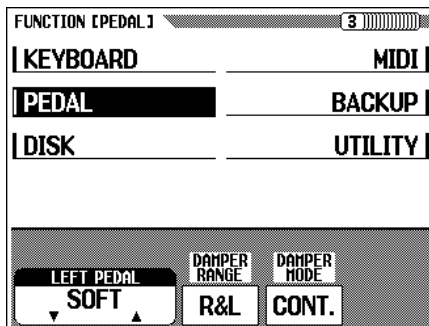 FUNCTION [PEDAL] 3
KEYBOARD MIDI
PEDAL BACKUP
DISK UTILITY
DAMPER DAMPER
LEFT PEDAL RANGE MODE
SOFT R&L CONT.